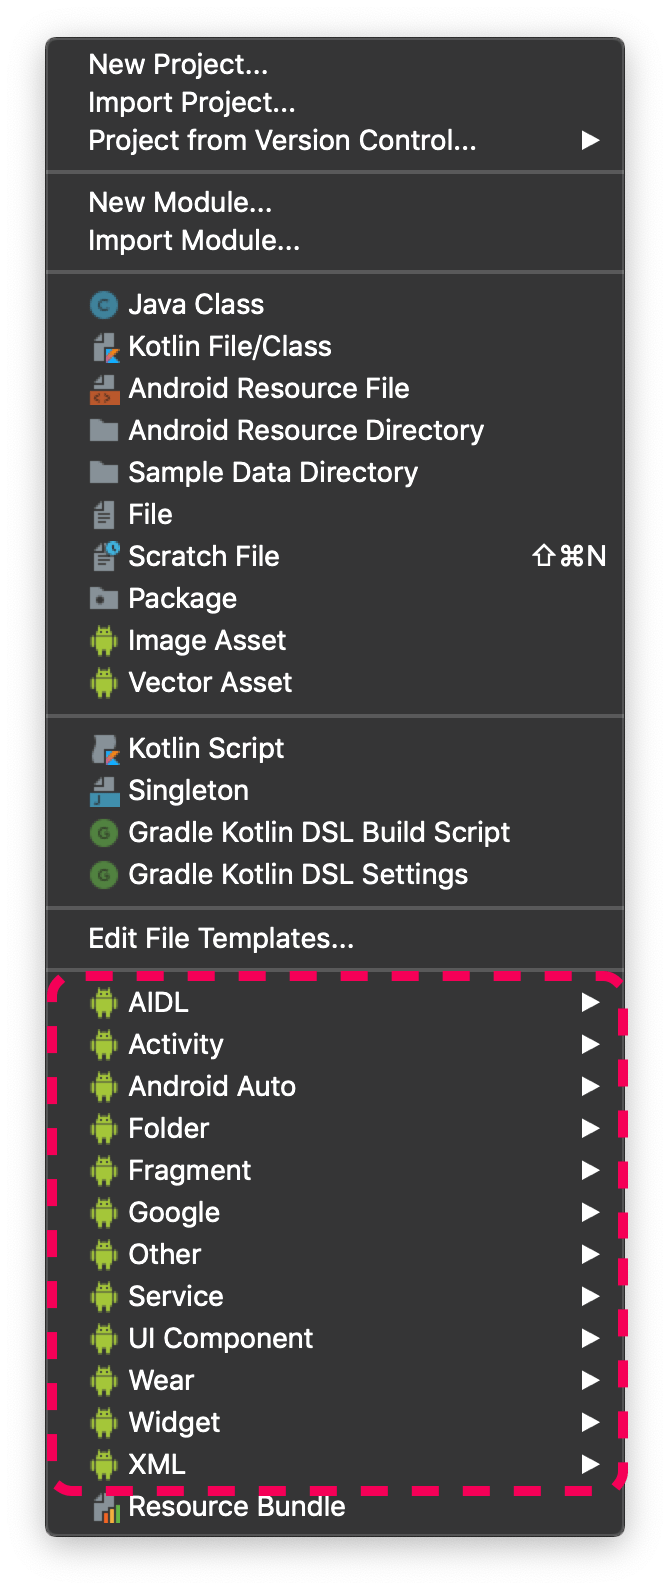 New Project...
Import Project...
Project from Version Control...
New Module...
Import Module...
Java Class
Kotlin File/Class
Android Resource File
Android Resource Directory
Sample Data Directory
File
Scratch File ⇧⌘N
Package
Image Asset
Vector Asset
Kotlin Script
Singleton
Gradle Kotlin DSL Build Script
Gradle Kotlin DSL Settings
Edit File Templates...
AIDL
Activity
Android Auto
Folder
Fragment
Google
Other
Service
UI Component
Wear
Widget
XML
Resource Bundle